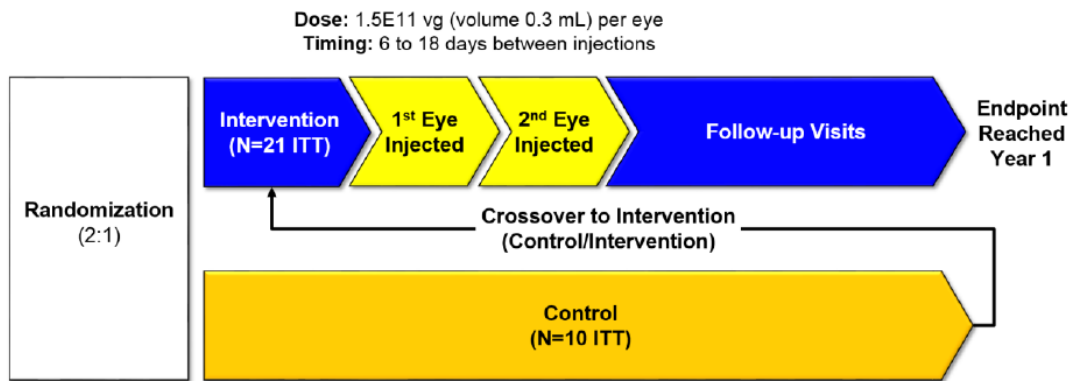 Dose: 1.5E11 vg (volume 0.3 mL) per eye
Timing: 6 to 18 days between injections
Randomization
(2:1)
Intervention
(N=21 ITT)
1st Eye
Injected
2nd Eye
Injected
Follow-up Visits
Endpoint
Reached
Year 1
Crossover to Intervention
(Control/Intervention)
Control
(N=10 ITT)